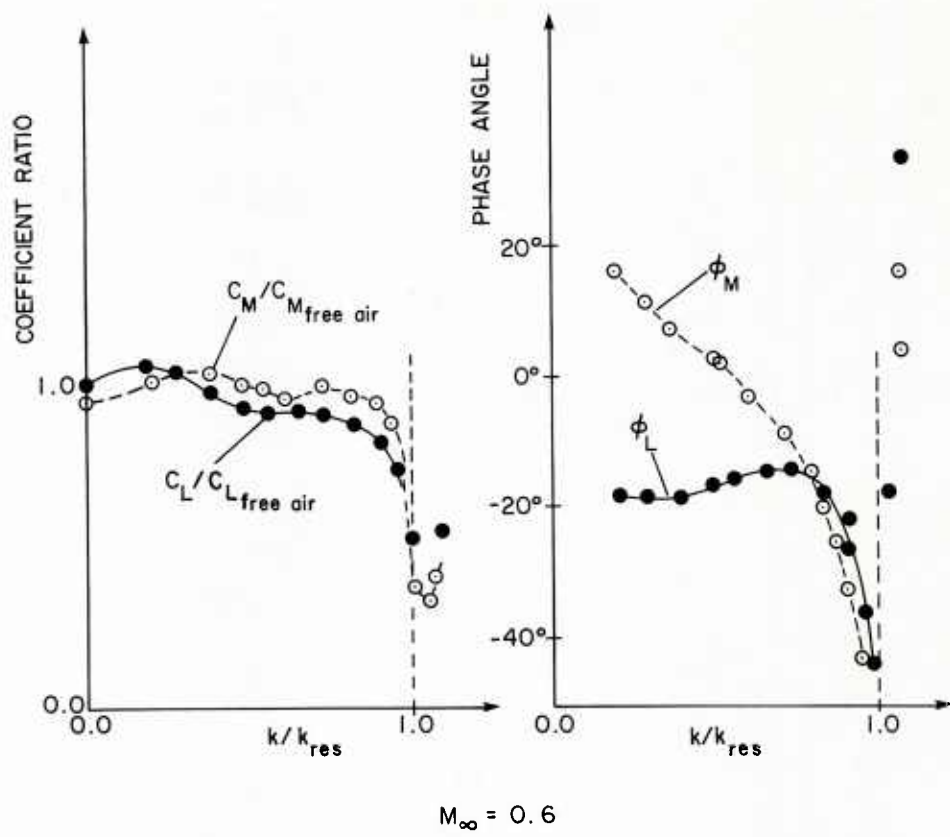 COEFFICIENT RATIO
1.0
0.0
0.0
1.0
k/kres
CM/CMfree air
CL/CLfree air
PHASE ANGLE
20°
0°
-20°
-40°
0.0
1.0
k/kres
ϕM
ϕL
M∞ = 0.6